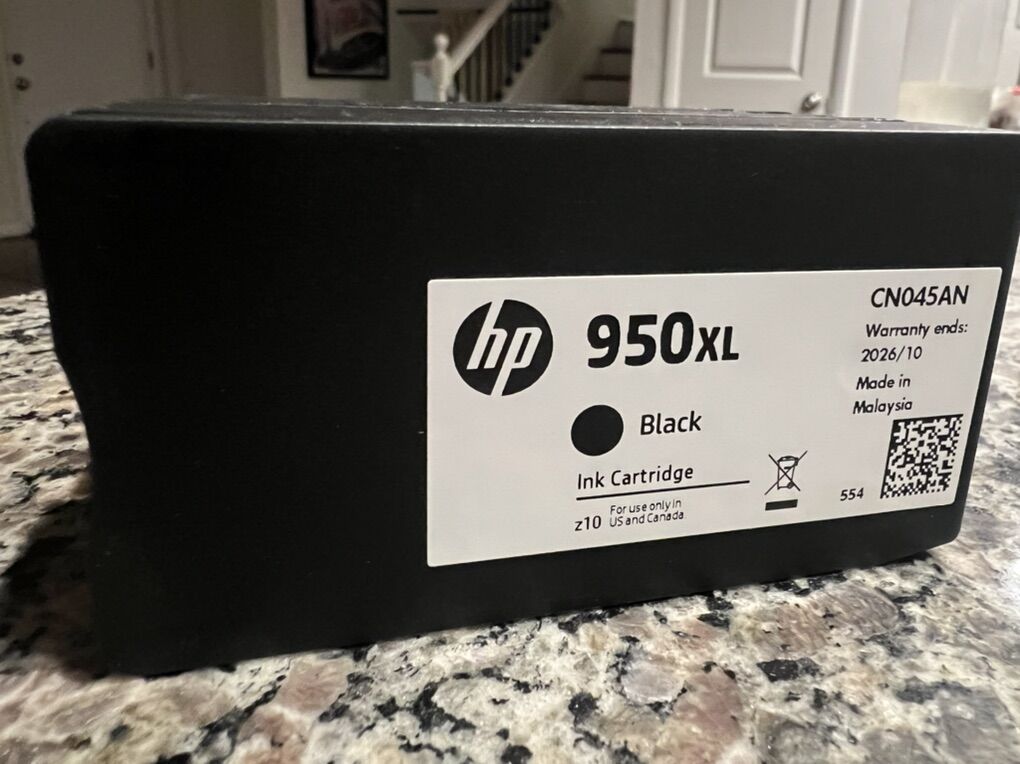 hp
950XL
Black
Ink Cartridge
z10
For use only in
US and Canada
CN045AN
Warranty ends:
2026/10
Made in
Malaysia
554